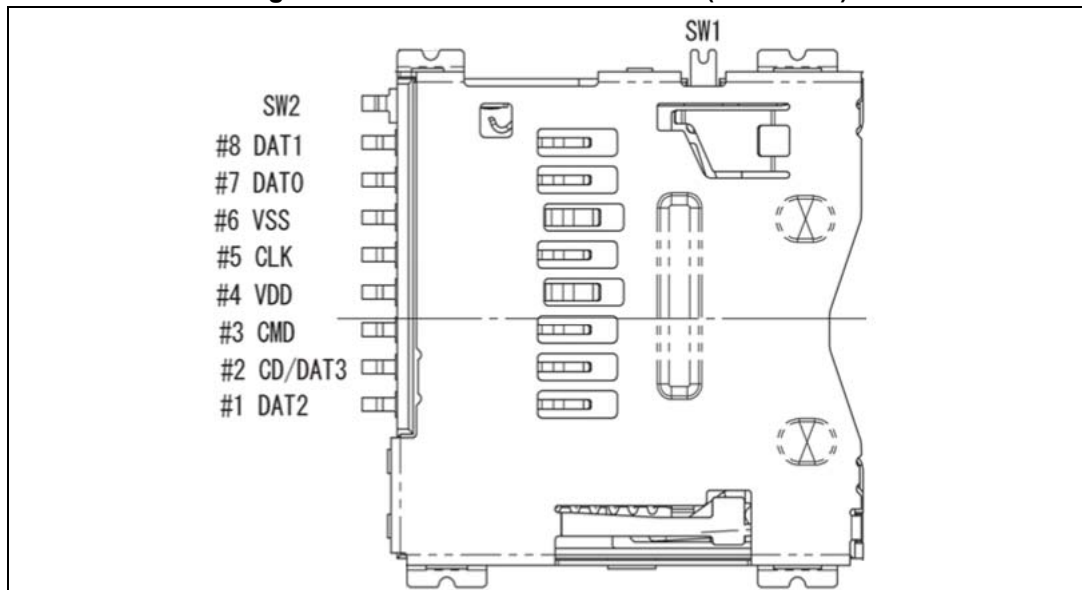 SW1
SW2
#8 DAT1
#7 DAT0
#6 VSS
#5 CLK
#4 VDD
#3 CMD
#2 CD/DAT3
#1 DAT2